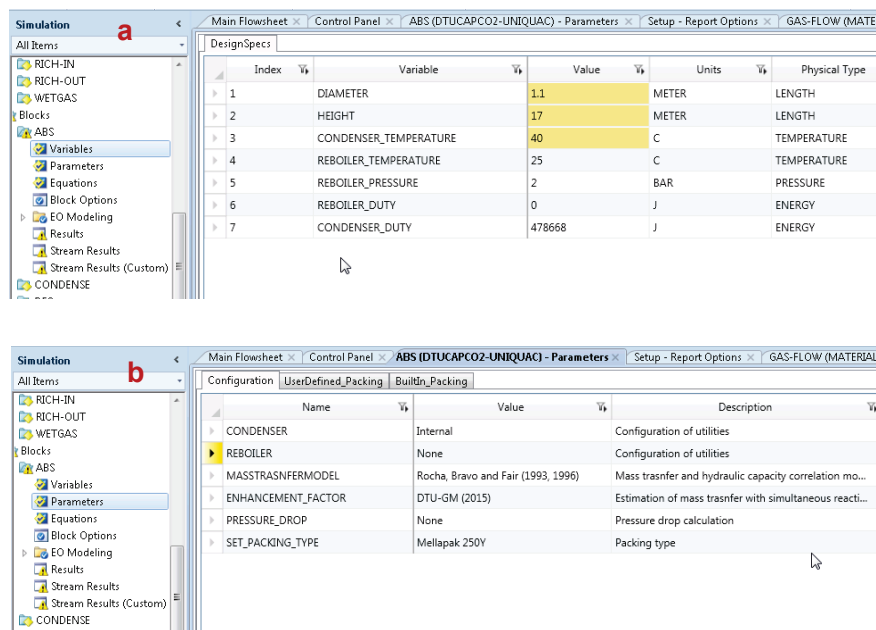 Simulation <
a
Main Flowsheet × Control Panel × ABS (DTUCAPCO2-UNIQUAC) - Parameters × Setup - Report Options × GAS-FLOW (MATE
All Items
DesignSpecs
RICH-IN
RICH-OUT
WETGAS
Blocks
ABS
Variables
Parameters
Equations
Block Options
EO Modeling
Results
Stream Results
Stream Results (Custom)
CONDENSE
Index Variable Value Units Physical Type
1 DIAMETER 1.1 METER LENGTH
2 HEIGHT 17 METER LENGTH
3 CONDENSER_TEMPERATURE 40 C TEMPERATURE
4 REBOILER_TEMPERATURE 25 C TEMPERATURE
5 REBOILER_PRESSURE 2 BAR PRESSURE
6 REBOILER_DUTY 0 J ENERGY
7 CONDENSER_DUTY 478668 J ENERGY
Simulation <
b
Main Flowsheet × Control Panel × ABS (DTUCAPCO2-UNIQUAC) - Parameters × Setup - Report Options × GAS-FLOW (MATERIAL
All Items
Configuration UserDefined_Packing BuiltIn_Packing
RICH-IN
RICH-OUT
WETGAS
Blocks
ABS
Variables
Parameters
Equations
Block Options
EO Modeling
Results
Stream Results
Stream Results (Custom)
CONDENSE
Name Value Description
CONDENSER Internal Configuration of utilities
REBOILER None Configuration of utilities
MASSTRASNFERMODEL Rocha, Bravo and Fair (1993, 1996) Mass trasnfer and hydraulic capacity correlation mo...
ENHANCEMENT_FACTOR DTU-GM (2015) Estimation of mass trasnfer with simultaneous reacti...
PRESSURE_DROP None Pressure drop calculation
SET_PACKING_TYPE Mellapak 250Y Packing type